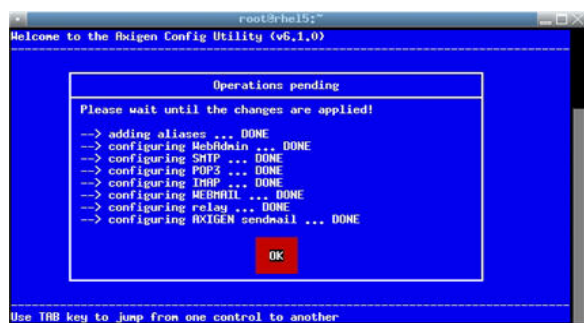 root@rhel5:~
Welcome to the Axigen Config Utility (v6.1.0)
Operations pending
Please wait until the changes are applied!
--> adding aliases ... DONE
--> configuring WebAdmin ... DONE
--> configuring SMTP ... DONE
--> configuring POP3 ... DONE
--> configuring IMAP ... DONE
--> configuring WEBMAIL ... DONE
--> configuring relay ... DONE
--> configuring AXIGEN sendmail ... DONE
OK
Use TAB key to jump from one control to another